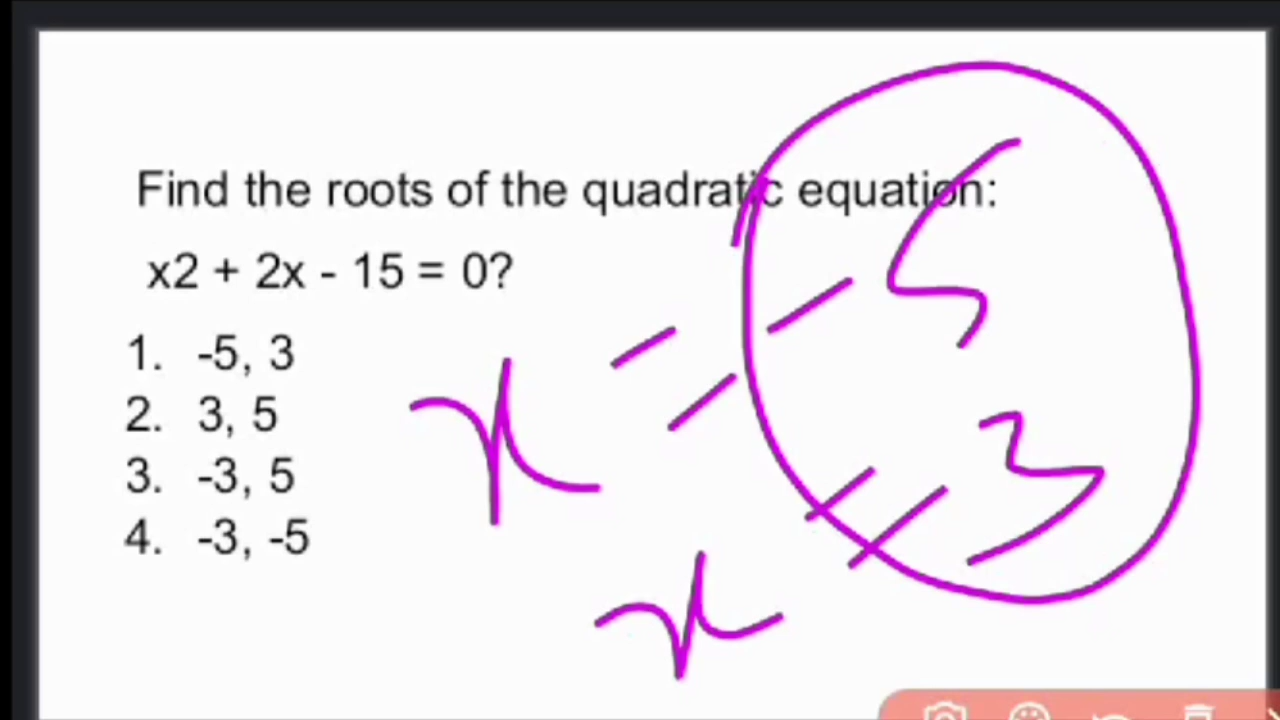 Find the roots of the quadratic equation:
x2 + 2x - 15 = 0?
1. -5, 3
2. 3, 5
3. -3, 5
4. -3, -5
x = -5
x = 3